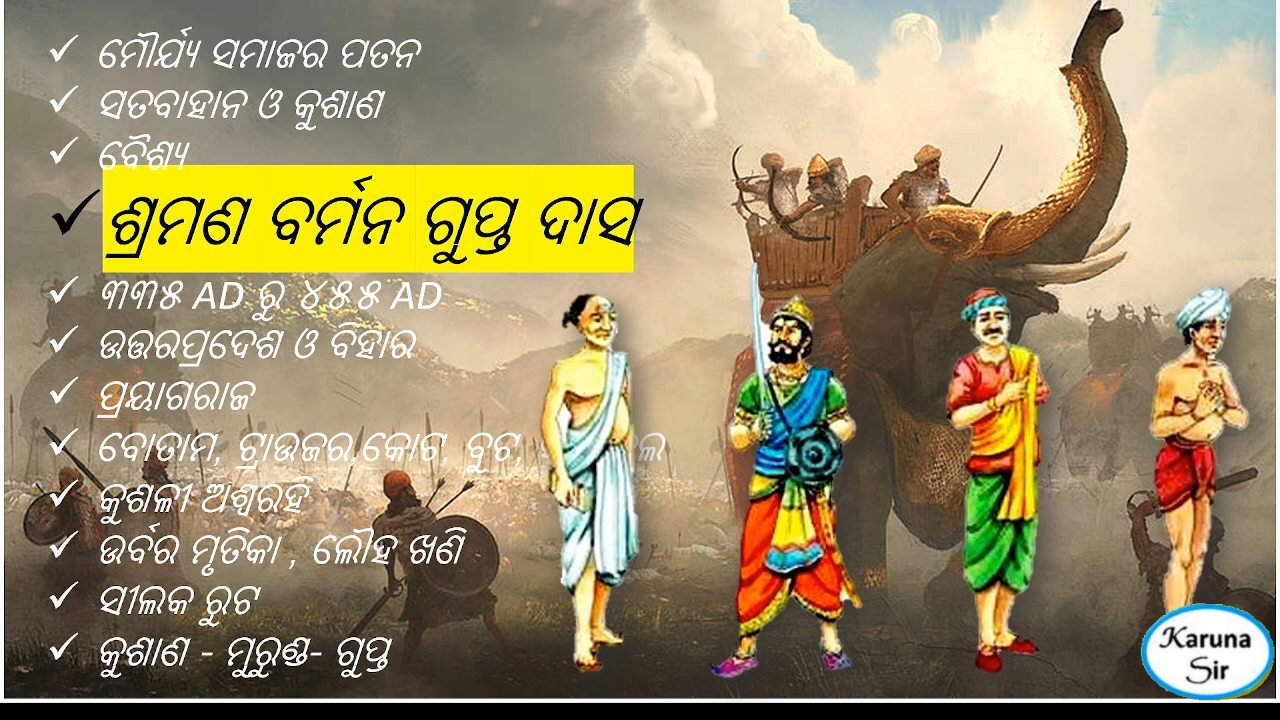 ✓ ମୌର୍ଯ୍ୟ ସମାଜର ପତନ
✓ ସତବାହାନ ଓ କୁଶାଣ
✓ ବୈଶ୍ୟ
✓ ଶ୍ରମଣ ବର୍ମନ ଗୁପ୍ତ ଦାସ
✓ ୩୩୫ AD ରୁ ୪୫୫ AD
✓ ଉତ୍ତରପ୍ରଦେଶ ଓ ବିହାର
✓ ପ୍ରୟାଗରାଜ
✓ ବୋତାମ, ଟ୍ରାଉଜର,କୋଟ, ବୁଟ,
✓ କୁଶଳୀ ଅଶ୍ୱରହି
✓ ଉର୍ବର ମୃତିକା , ଲୌହ ଖଣି
✓ ସୀଲକ ରୁଟ
✓ କୁଶାଣ - ମୁରୁଣ୍ଡ- ଗୁପ୍ତ
Karuna
Sir